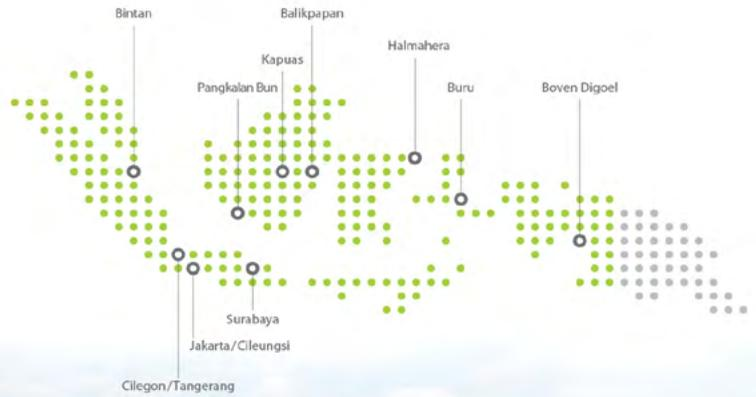 Bintan
Balikpapan
Halmahera
Kapuas
Pangkalan Bun
Buru
Boven Digoel
Surabaya
Jakarta/Cileungsi
Cilegon/Tangerang